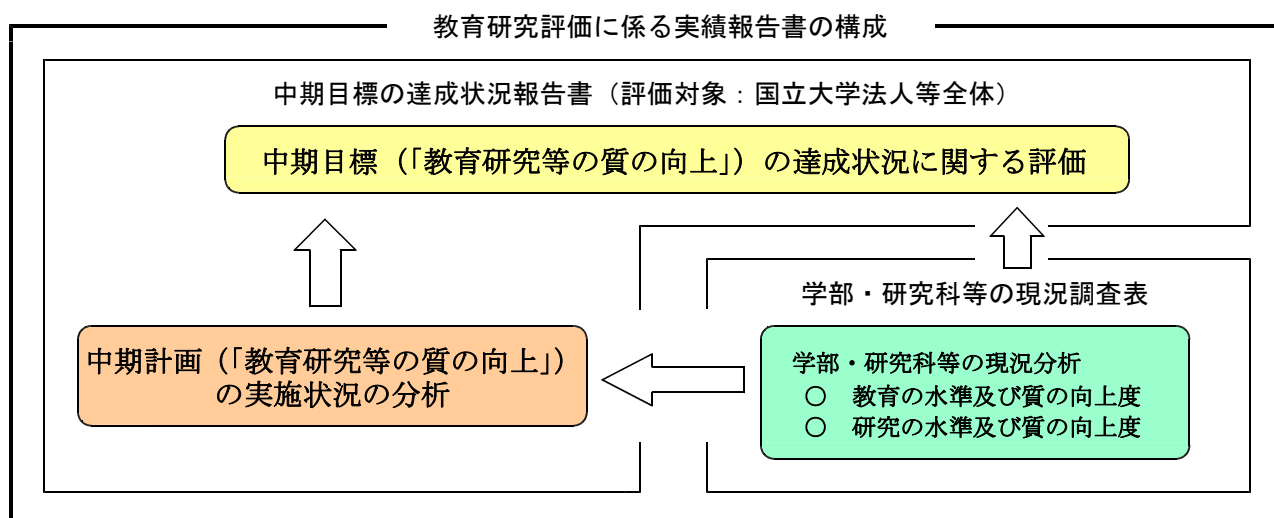 教育研究評価に係る実績報告書の構成
中期目標の達成状況報告書（評価対象：国立大学法人等全体）
中期目標（「教育研究等の質の向上」）の達成状況に関する評価
学部・研究科等の現況調査表
中期計画（「教育研究等の質の向上」）
の実施状況の分析
学部・研究科等の現況分析
○　教育の水準及び質の向上度
○　研究の水準及び質の向上度